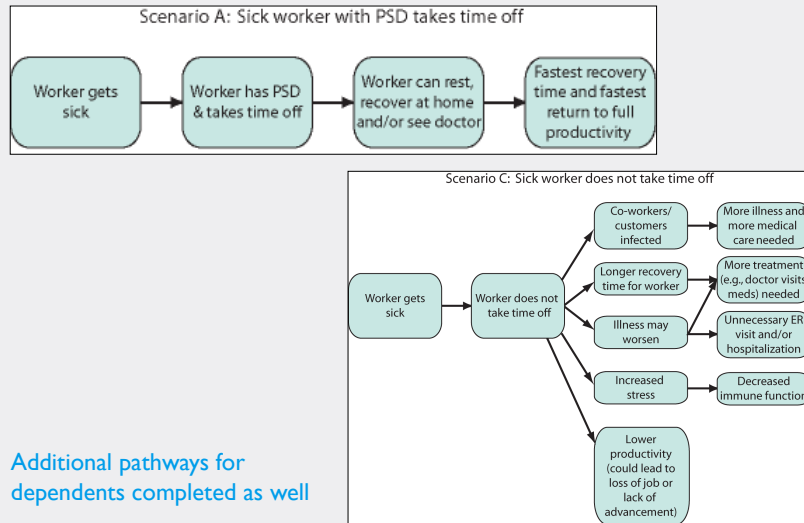 Scenario A: Sick worker with PSD takes time off
Worker gets
sick
Worker has PSD
& takes time off
Worker can rest,
recover at home
and/or see doctor
Fastest recovery
time and fastest
return to full
productivity
Scenario C: Sick worker does not take time off
Worker gets
sick
Worker does not
take time off
Co-workers/
customers
infected
More illness and
more medical
care needed
Longer recovery
time for worker
More treatment
(e.g., doctor visits,
meds) needed
Illness may
worsen
Unnecessary ER
visit and/or
hospitalization
Increased
stress
Decreased
immune function
Lower
productivity
(could lead to
loss of job or
lack of
advancement)
Additional pathways for
dependents completed as well